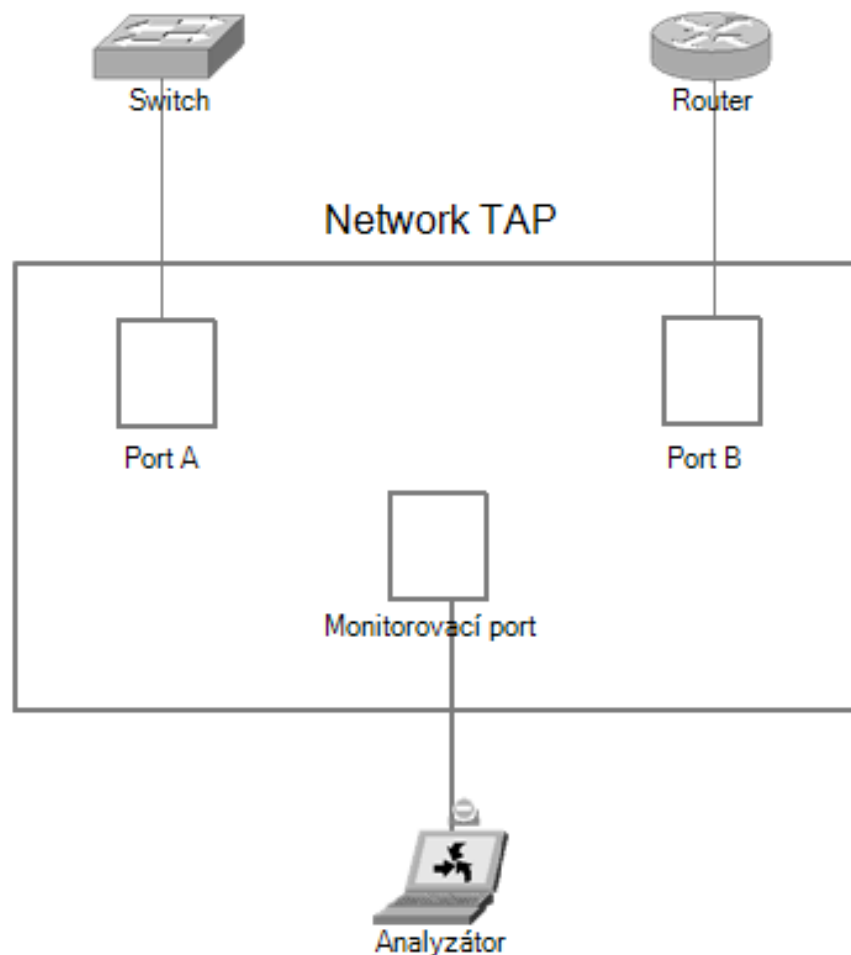 Switch
Router
Network TAP
Port A
Port B
Monitorovací port
Analyzátor